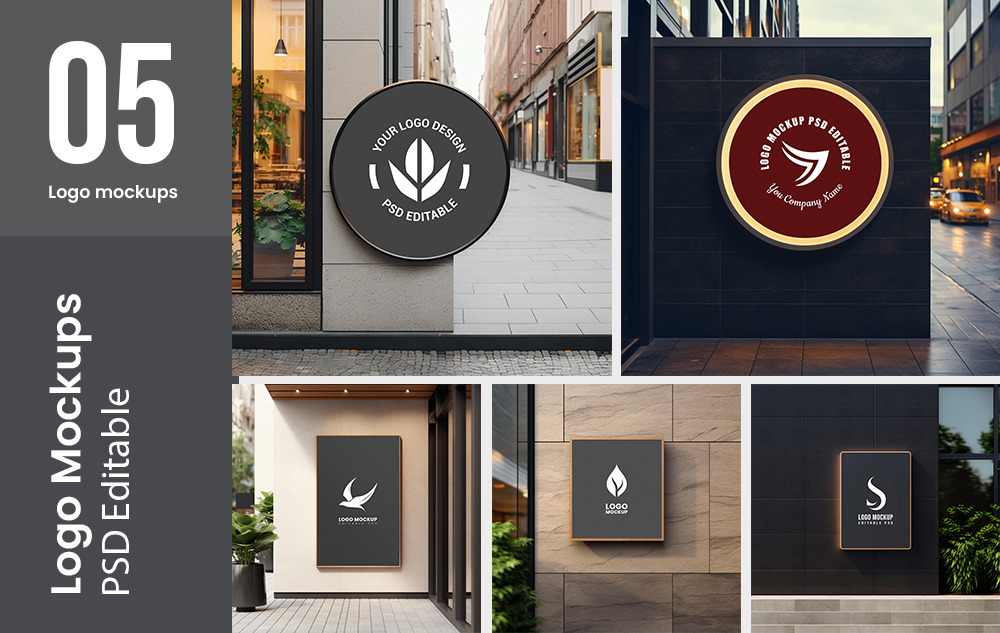 05
Logo mockups
Logo Mockups
PSD Editable
YOUR LOGO DESIGN
PSD EDITABLE
LOGO MOCKUP PSD EDITABLE
You Company Name
LOGO MOCKUP
EDITABLE PSD
LOGO
MOCKUP
LOGO MOCKUP
EDITABLE PSD